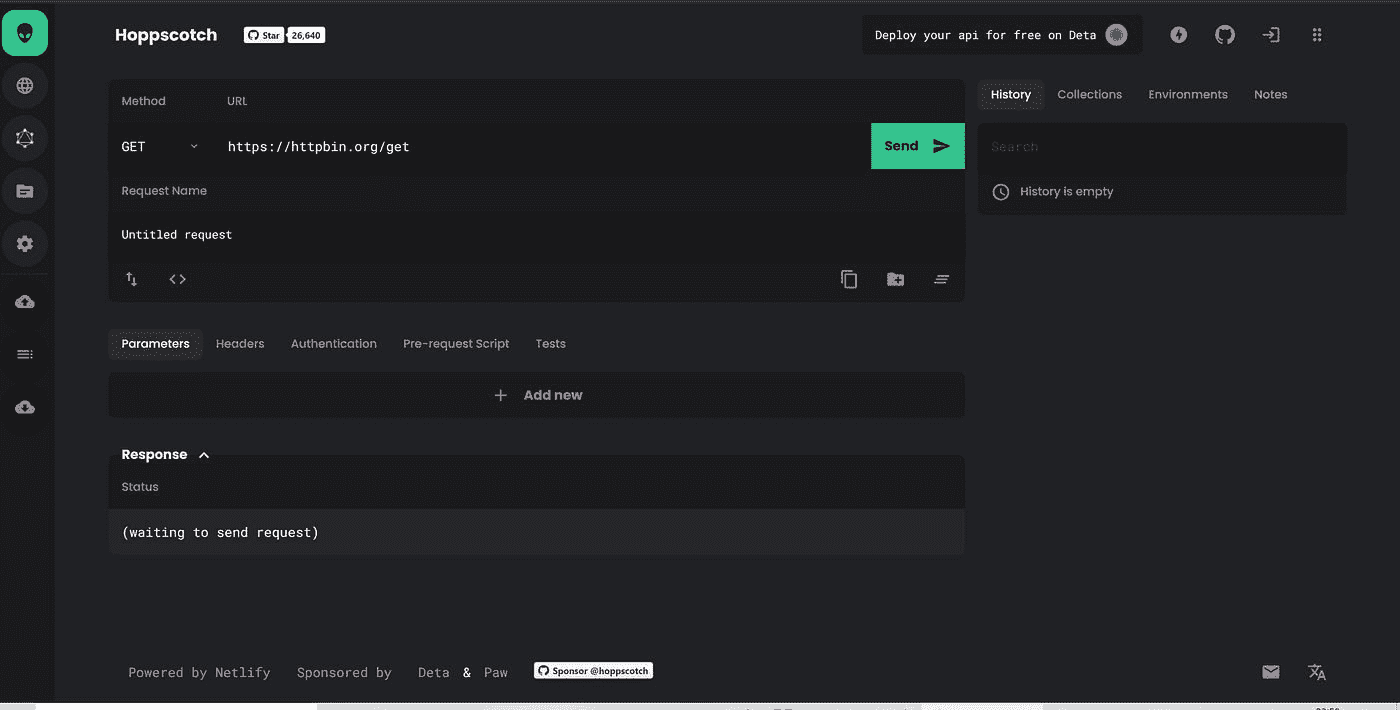 Hoppscotch
Star 26,640
Deploy your api for free on Deta
Method URL
GET https://httpbin.org/get
Send
Request Name
Untitled request
Parameters Headers Authentication Pre-request Script Tests
Add new
Response
Status
(waiting to send request)
History Collections Environments Notes
Search
History is empty
Powered by Netlify Sponsored by Deta & Paw Sponsor @hoppscotch